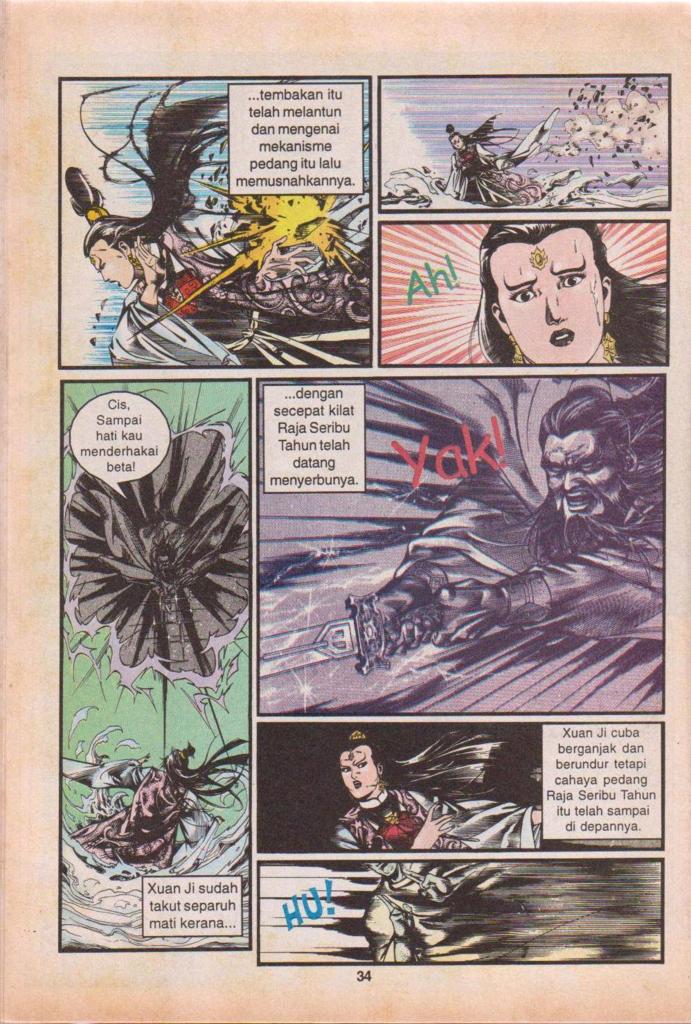 ...tembakan itu
telah melantun
dan mengenai
mekanisme
pedang itu lalu
memusnahkannya.
Ah!
Cis,
Sampai
hati kau
menderhakai
beta!
Xuan Ji sudah
takut separuh
mati kerana...
...dengan
secepat kilat
Raja Seribu
Tahun telah
datang
menyerbunya.
Yak!
Xuan Ji cuba
berganjak dan
berundur tetapi
cahaya pedang
Raja Seribu Tahun
itu telah sampai
di depannya.
HU!
34